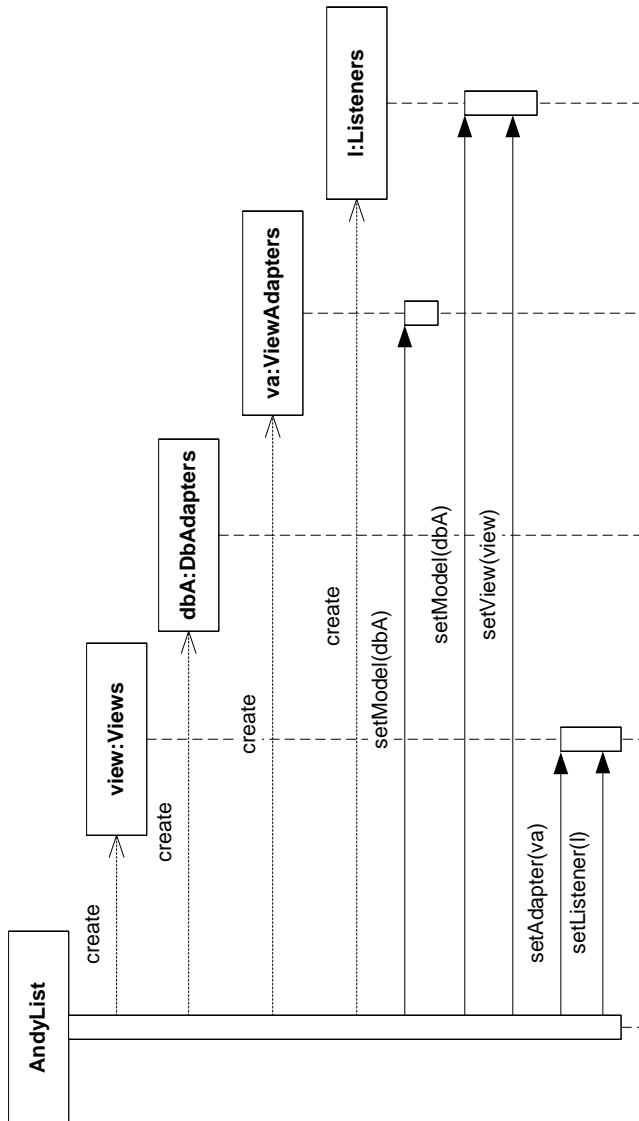 AndyList
view:Views
dbA:DbAdapters
va:ViewAdapters
l:Listeners
create
create
create
create
setModel(dbA)
setModel(dbA)
setView(view)
setAdapter(va)
setListener(l)